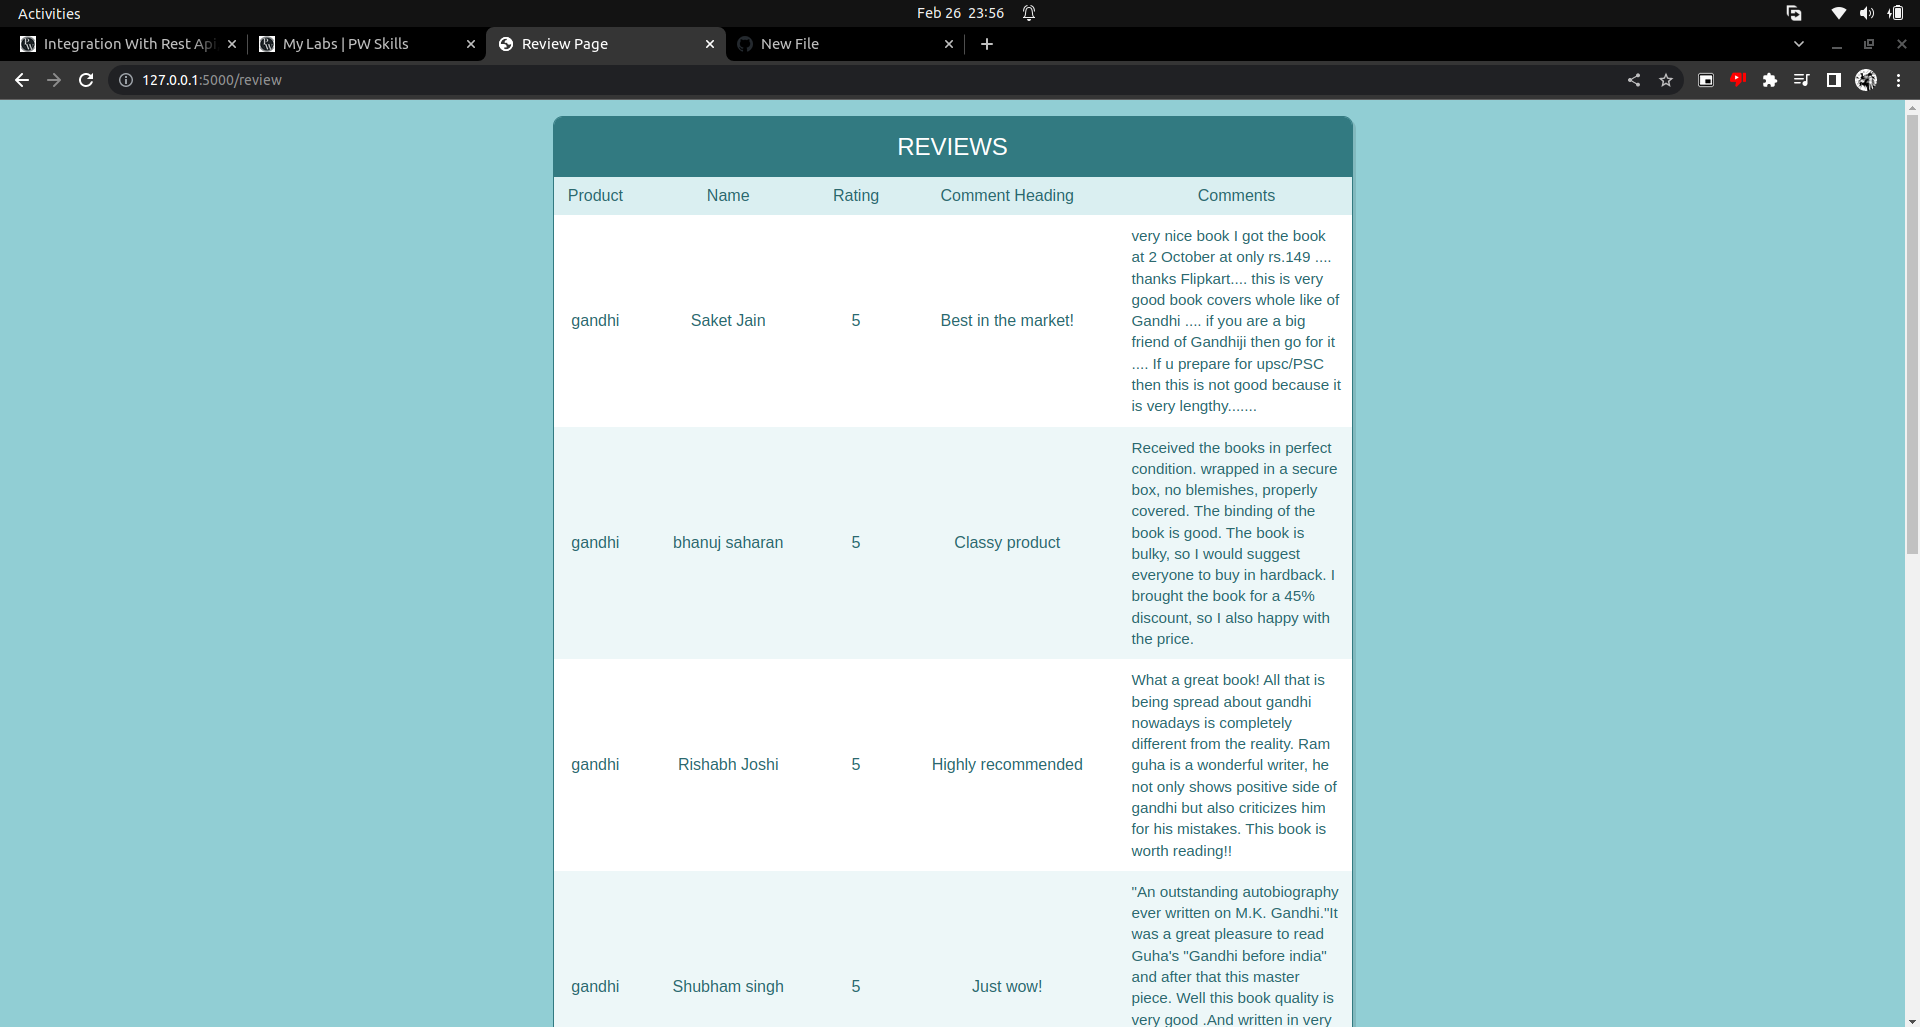 Activities
Feb 26 23:56
Integration With Rest Ap
My Labs | PW Skills
Review Page
New File
127.0.0.1:5000/review
REVIEWS
Product Name Rating Comment Heading Comments
gandhi Saket Jain 5 Best in the market!
very nice book I got the book
at 2 October at only rs.149 ....
thanks Flipkart.... this is very
good book covers whole like of
Gandhi .... if you are a big
friend of Gandhiji then go for it
.... If u prepare for upsc/PSC
then this is not good because it
is very lengthy.......
gandhi bhanuj saharan 5 Classy product
Received the books in perfect
condition. wrapped in a secure
box, no blemishes, properly
covered. The binding of the
book is good. The book is
bulky, so I would suggest
everyone to buy in hardback. I
brought the book for a 45%
discount, so I also happy with
the price.
gandhi Rishabh Joshi 5 Highly recommended
What a great book! All that is
being spread about gandhi
nowadays is completely
different from the reality. Ram
guha is a wonderful writer, he
not only shows positive side of
gandhi but also criticizes him
for his mistakes. This book is
worth reading!!
gandhi Shubham singh 5 Just wow!
"An outstanding autobiography
ever written on M.K. Gandhi."It
was a great pleasure to read
Guha's "Gandhi before india"
and after that this master
piece. Well this book quality is
very good .And written in very